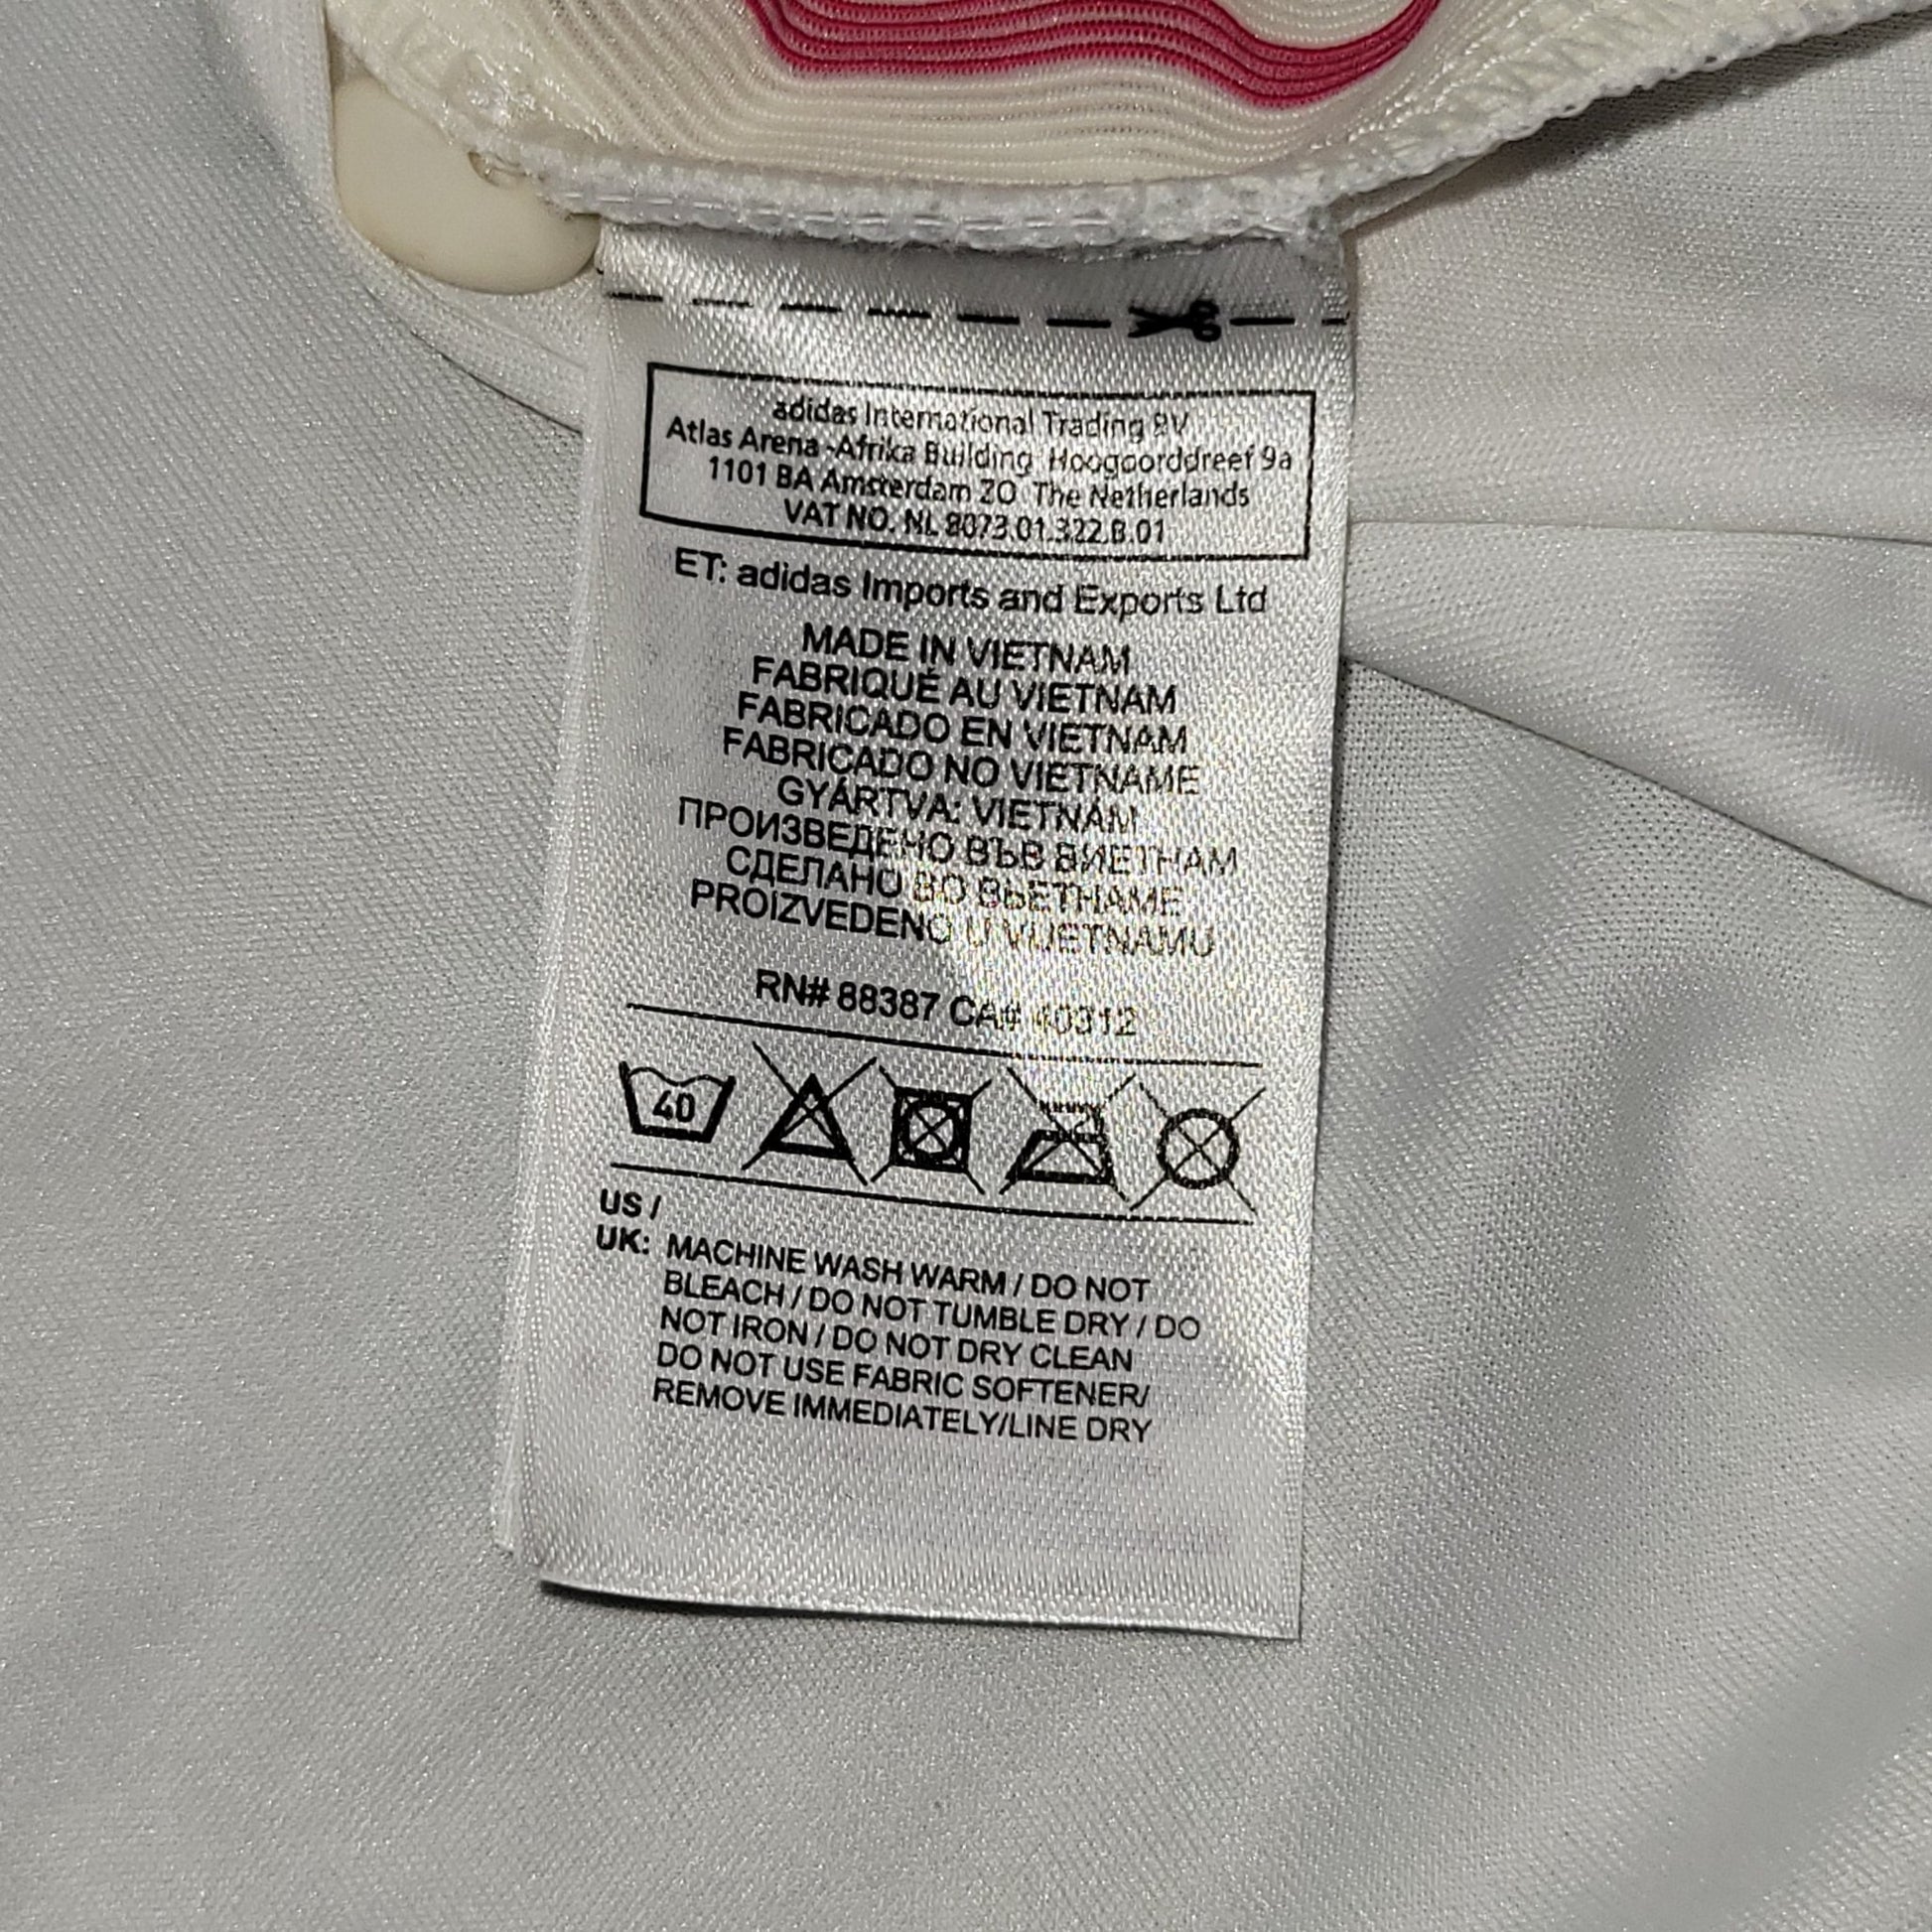 adidas International Trading BV
Atlas Arena -Afrika Building Hoogoorddreef 9a
1101 BA Amsterdam ZO The Netherlands
VAT NO. NL 8073.01.322.B.01
ET: adidas Imports and Exports Ltd
MADE IN VIETNAM
FABRIQUÉ AU VIETNAM
FABRICADO EN VIETNAM
FABRICADO NO VIETNAME
GYÁRTVA: VIETNÁM
ПРОИЗВЕДЕНО ВЪВ ВИЕТНАМ
СДЕЛАНО ВО ВЬЕТНАМЕ
PROIZVEDENO U VIJETNAMU
RN# 88387 CA# 40312
40
US /
UK: MACHINE WASH WARM / DO NOT
BLEACH / DO NOT TUMBLE DRY / DO
NOT IRON / DO NOT DRY CLEAN
DO NOT USE FABRIC SOFTENER/
REMOVE IMMEDIATELY/LINE DRY